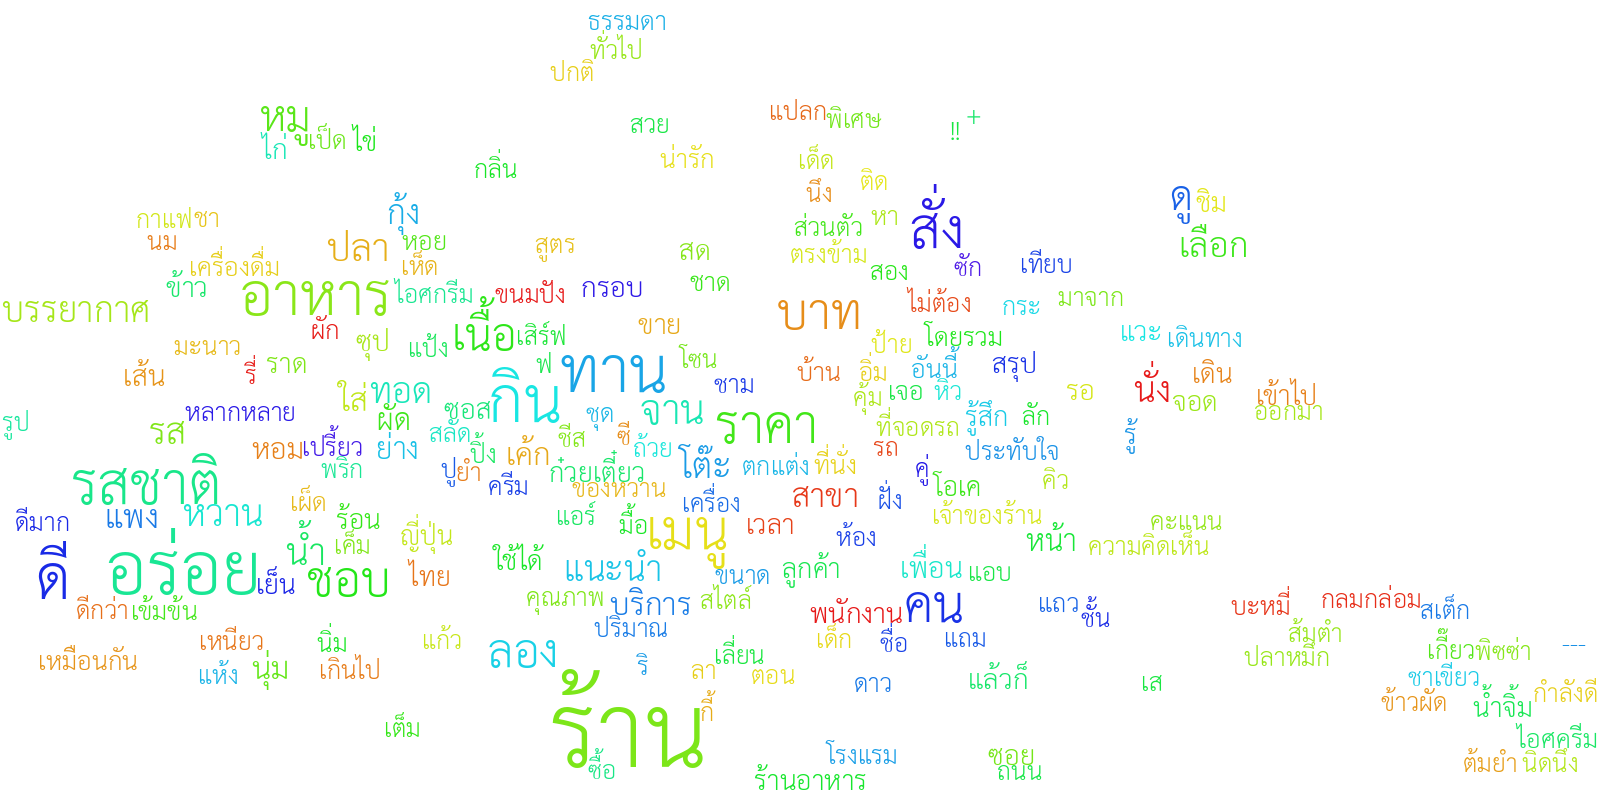 ธรรมดา
ทั่วไป
ปกติ
หมู
แปลก
พิเศษ
+
!!
สวย
ไก่
เป็ด
ไข่
กลิ่น
น่ารัก
เด็ด
ติด
นึง
กุ้ง
สั่ง
ดู
ชิม
กาแฟ
ชา
นม
ปลา
หอย
สูตร
สด
ส่วนตัว
หา
ตรงข้าม
เลือก
เครื่องดื่ม
เห็ด
ข้าว
อาหาร
ไอศกรีม
ขนมปัง
กรอบ
ชาด
สอง
ซัก
เทียบ
บรรยากาศ
บาท
ไม่ต้อง
กระ
มาจาก
ผัก
ซุป
แป้ง
เนื้อ
เสิร์ฟ
ฟ
ขาย
โซน
ป้าย
โดยรวม
แวะ
เดินทาง
มะนาว
รี่
ราด
เส้น
กิน
ทาน
ชาม
บ้าน
อิ่ม
อันนี้
สรุป
เดิน
นั่ง
เข้าไป
ใส่
ทอด
ผัด
ซอส
ชุด
จาน
ราคา
คุ้ม
เจอ
หิว
รอ
จอด
ออกมา
รูป
หลากหลาย
รส
สลัด
ชีส
ซี
ที่จอดรถ
รู้สึก
ลัก
รู้
หอม
เปรี้ยว
ย่าง
ปิ้ง
เค้ก
ถ้วย
รถ
ประทับใจ
รสชาติ
พริก
ปู
ยำ
ครีม
ก๋วยเตี๋ยว
ของหวาน
โต๊ะ
ตกแต่ง
ที่นั่ง
คู่
โอเค
คิว
ดีมาก
แพง
หวาน
เผ็ด
ร้อน
แอร์
มื้อ
เครื่อง
สาขา
ฝั่ง
เจ้าของร้าน
คะแนน
ดี
อร่อย
เย็น
น้ำ
เค็ม
ญี่ปุ่น
ใช้ได้
เมนู
เวลา
ห้อง
หน้า
ความคิดเห็น
ชอบ
ไทย
แนะนำ
ขนาด
ลูกค้า
เพื่อน
แอบ
ดีกว่า
เข้มข้น
คุณภาพ
บริการ
สไตล์
พนักงาน
คน
แถว
ชั้น
บะหมี่
กลมกล่อม
สเต็ก
เหมือนกัน
เหนียว
นิ่ม
แก้ว
ลอง
ปริมาณ
เด็ก
ชื่อ
แถม
ส้มตำ
ปลาหมึก
เกี๊ยว
พิซซ่า
---
แห้ง
นุ่ม
เกินไป
ริ
ลา
เลี่ยน
ตอน
ดาว
แล้วก็
เส
ชาเขียว
ข้าวผัด
น้ำจิ้ม
กำลังดี
เต็ม
ร้าน
กี้
ซื้อ
โรงแรม
ร้านอาหาร
ซอย
ถนน
ไอศครีม
ต้มยำ
นิดนึง